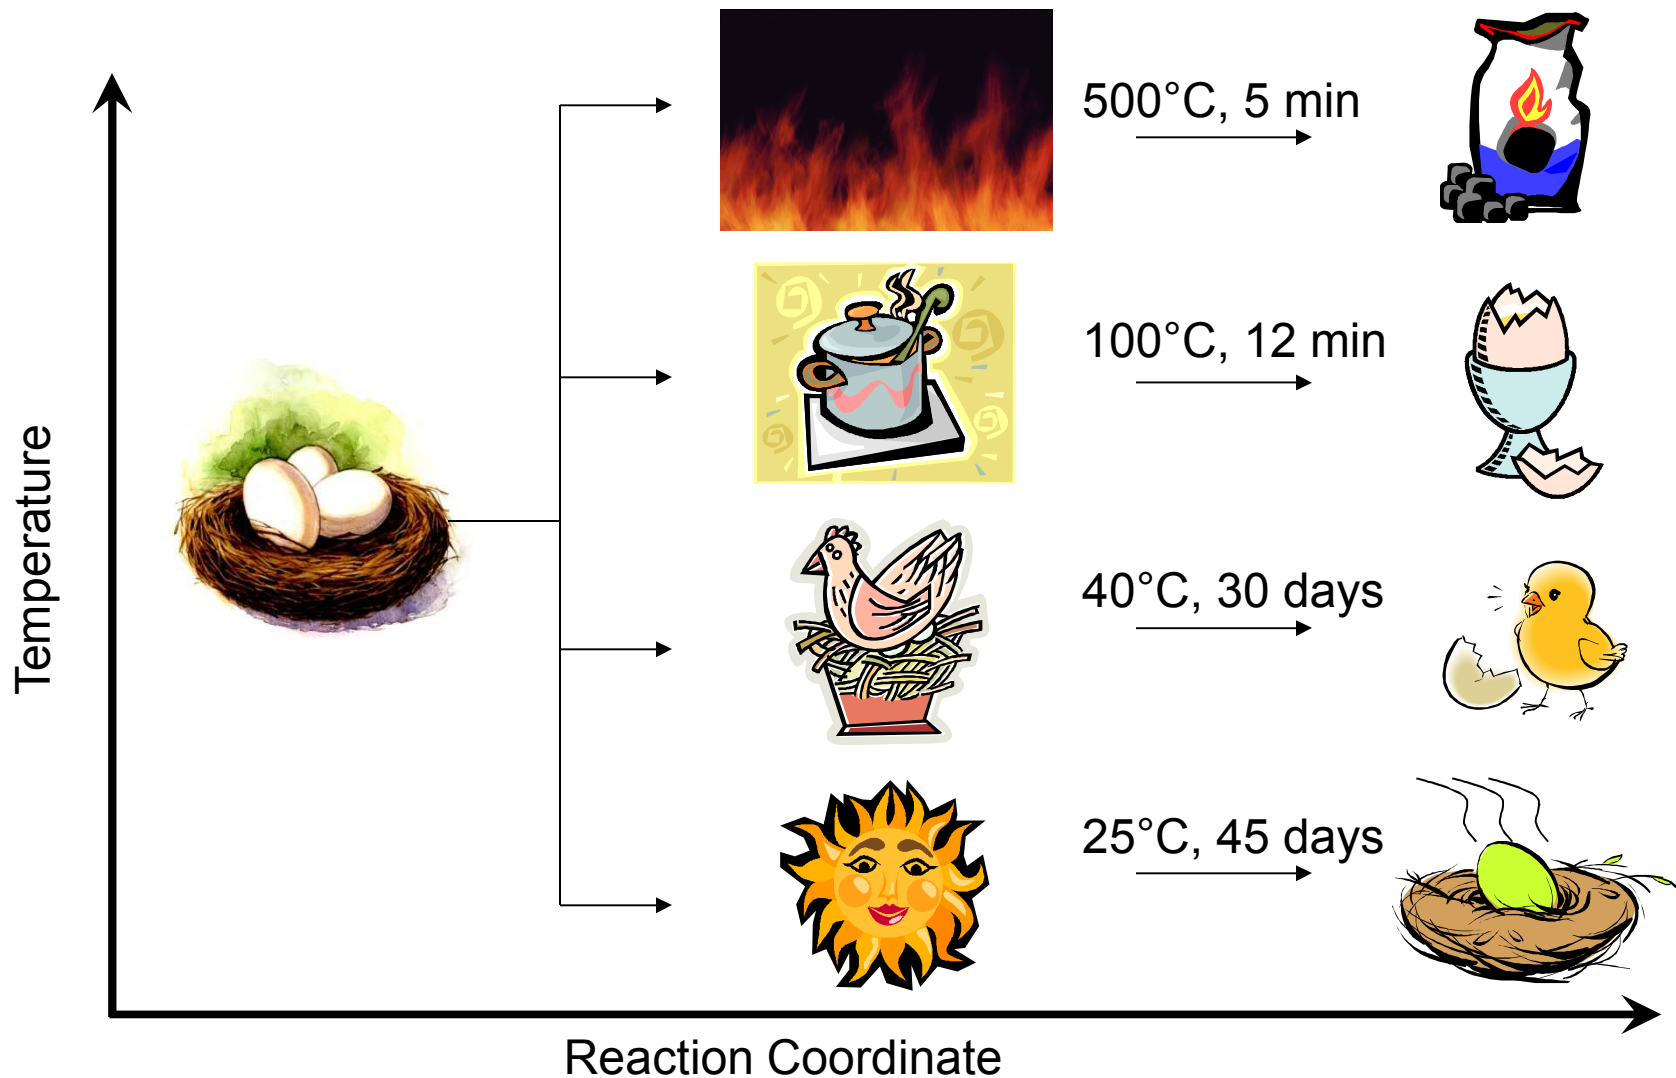 Temperature
500°C, 5 min
100°C, 12 min
40°C, 30 days
25°C, 45 days
Reaction Coordinate